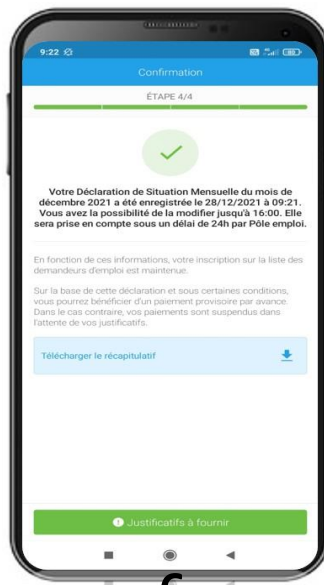 9:22
Confirmation
ÉTAPE 4/4
Votre Déclaration de Situation Mensuelle du mois de
décembre 2021 a été enregistrée le 28/12/2021 à 09:21.
Vous avez la possibilité de la modifier jusqu'à 16:00. Elle
sera prise en compte sous un délai de 24h par Pôle emploi.
En fonction de ces informations, votre inscription sur la liste des
demandeurs d'emploi est maintenue.
Sur la base de cette déclaration et sous certaines conditions,
vous pourrez bénéficier d'un paiement provisoire par avance.
Dans le cas contraire, vos paiements sont suspendus dans
l'attente de vos justificatifs.
Télécharger le récapitulatif
Justificatifs à fournir